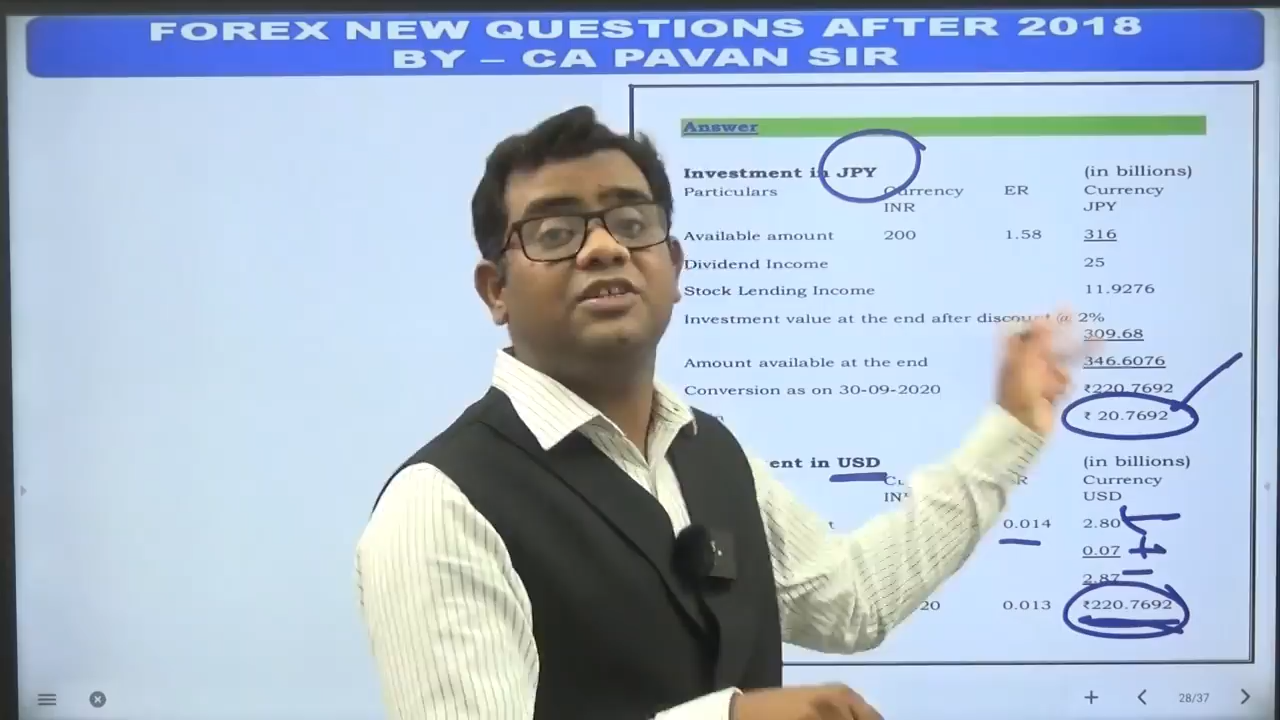 FOREX NEW QUESTIONS AFTER 2018
BY – CA PAVAN SIR
Answer
Investment in JPY (in billions)
Particulars Currency ER Currency
INR JPY
Available amount 200 1.58 316
Dividend Income 25
Stock Lending Income 11.9276
Investment value at the end after discount @ 2%
309.68
Amount available at the end 346.6076
Conversion as on 30-09-2020 ₹220.7692
₹ 20.7692
in USD (in billions)
Currency
USD
0.014 2.80
0.07
2.87
0.013 ₹220.7692
28/37